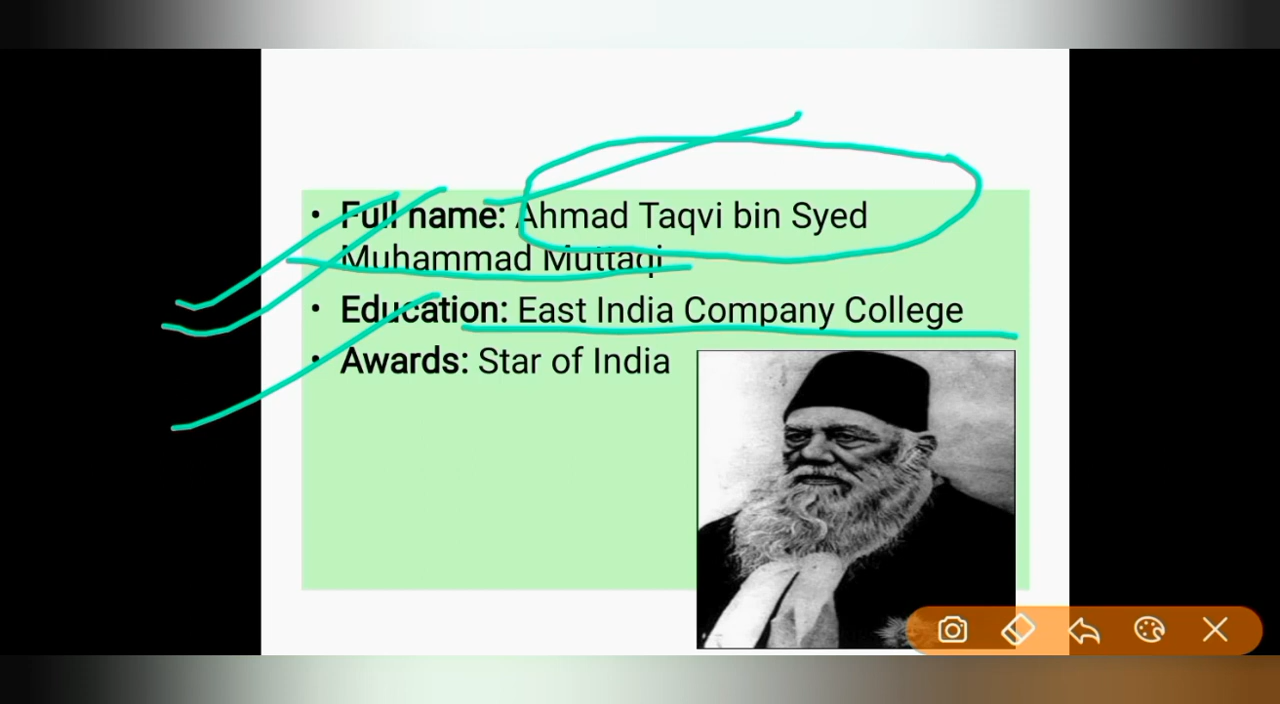 • Full name: Ahmad Taqvi bin Syed
Muhammad Muttaqi
• Education: East India Company College
• Awards: Star of India